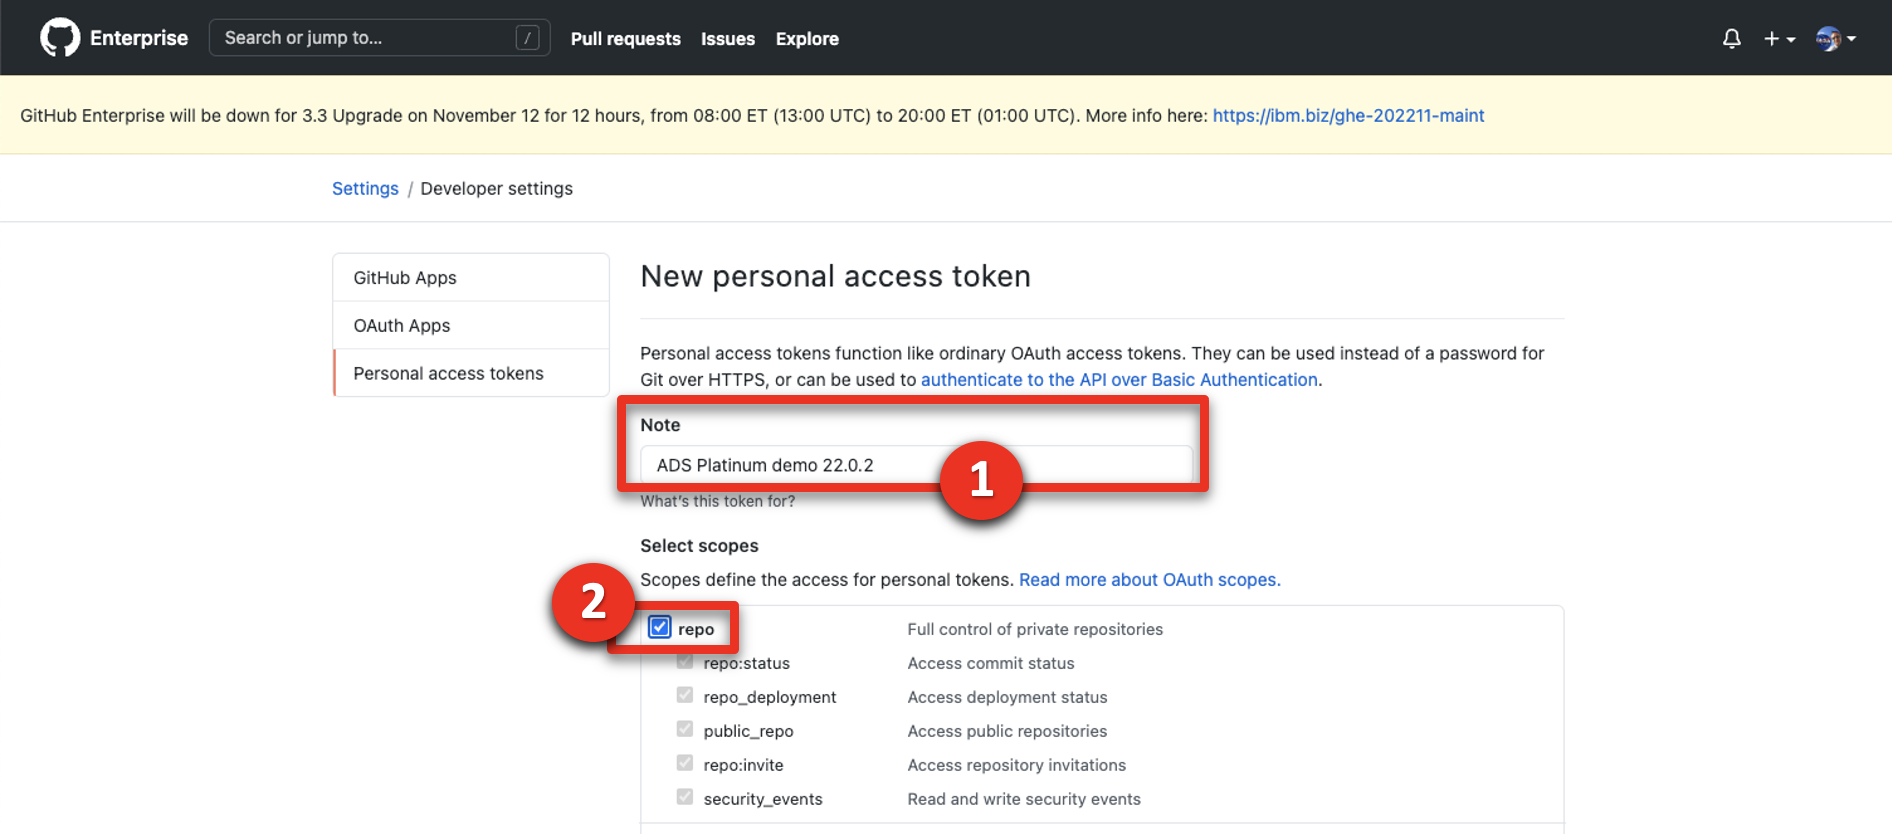 Enterprise Search or jump to... / Pull requests Issues Explore
GitHub Enterprise will be down for 3.3 Upgrade on November 12 for 12 hours, from 08:00 ET (13:00 UTC) to 20:00 ET (01:00 UTC). More info here: https://ibm.biz/ghe-202211-maint
Settings / Developer settings
GitHub Apps
OAuth Apps
Personal access tokens
New personal access token
Personal access tokens function like ordinary OAuth access tokens. They can be used instead of a password for
Git over HTTPS, or can be used to authenticate to the API over Basic Authentication.
Note
ADS Platinum demo 22.0.2
1
What's this token for?
Select scopes
Scopes define the access for personal tokens. Read more about OAuth scopes.
2
repo Full control of private repositories
repo:status Access commit status
repo_deployment Access deployment status
public_repo Access public repositories
repo:invite Access repository invitations
security_events Read and write security events